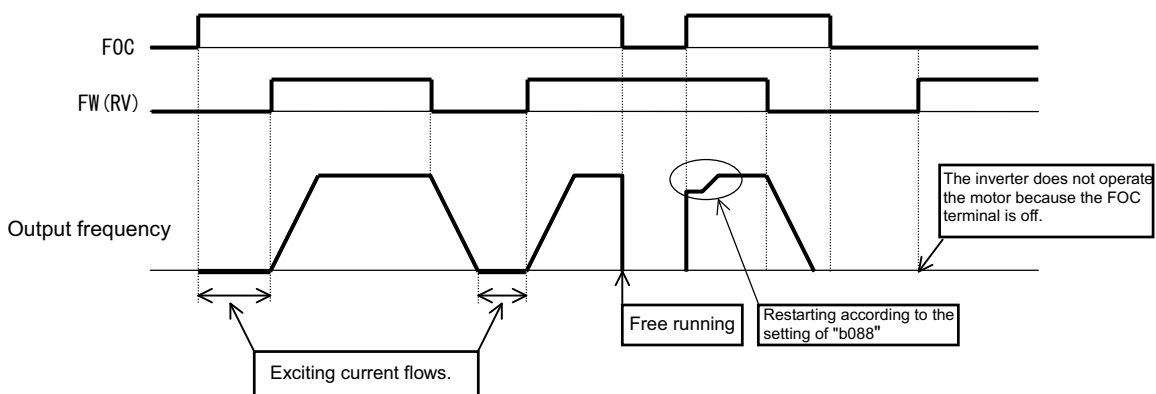 FOC
FW(RV)
Output frequency
The inverter does not operate
the motor because the FOC
terminal is off.
Free running
Restarting according to the
setting of "b088"
Exciting current flows.